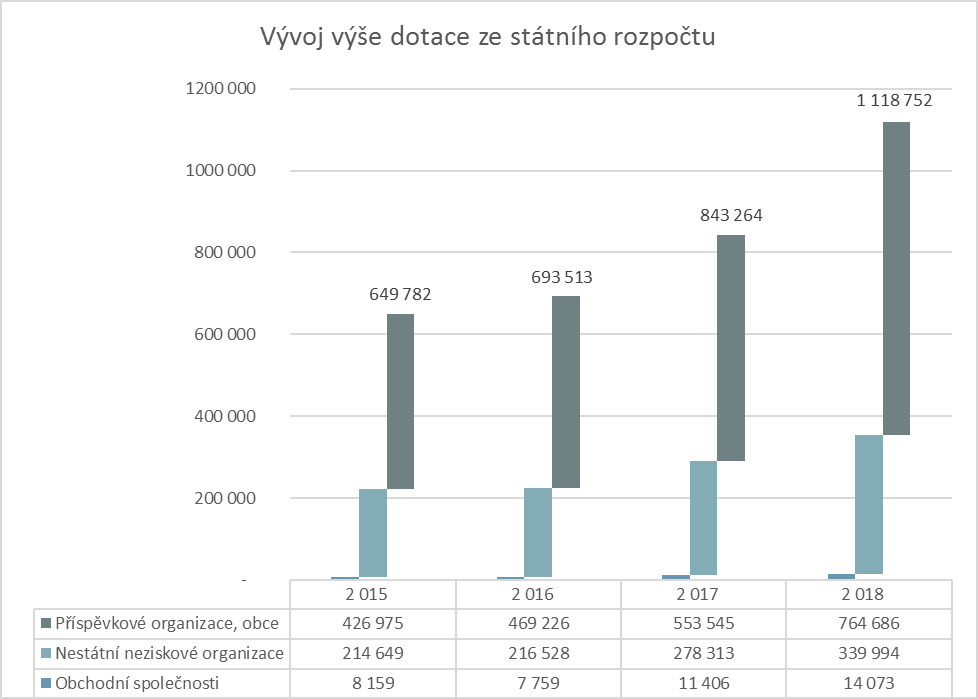 Vývoj výše dotace ze státního rozpočtu
1200 000
1000 000
800 000
600 000
400 000
200 000
-
649 782
693 513
843 264
1 118 752
2 015 2 016 2 017 2 018
Příspěvkové organizace, obce 426 975 469 226 553 545 764 686
Nestátní neziskové organizace 214 649 216 528 278 313 339 994
Obchodní společnosti 8 159 7 759 11 406 14 073